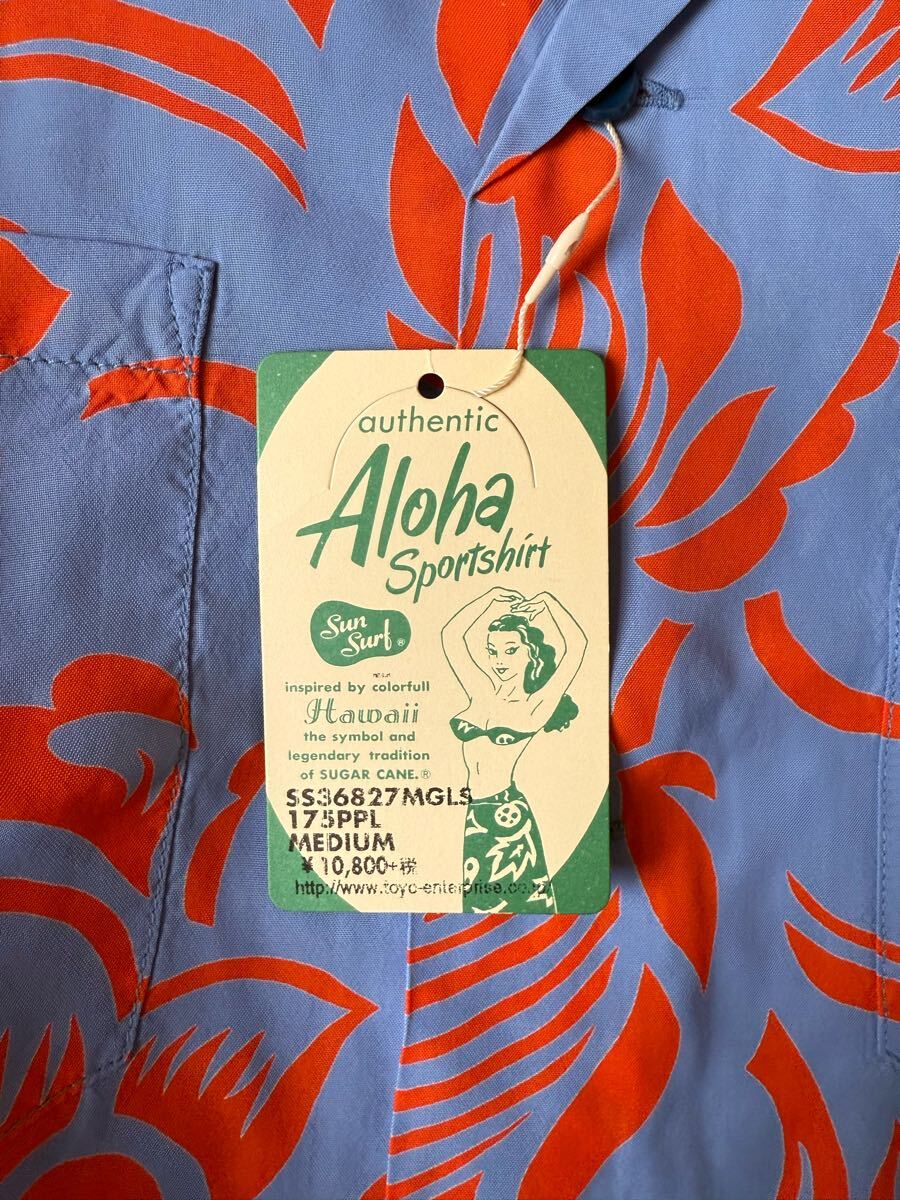 authentic
Aloha
Sportshirt
Sun
Surf®
inspired by colorfull
Hawaii
the symbol and
legendary tradition
of SUGAR CANE.®
SS36827MGLS
175PPL
MEDIUM
¥10,800+税
http://www.toyo-enterprise.co.jp/